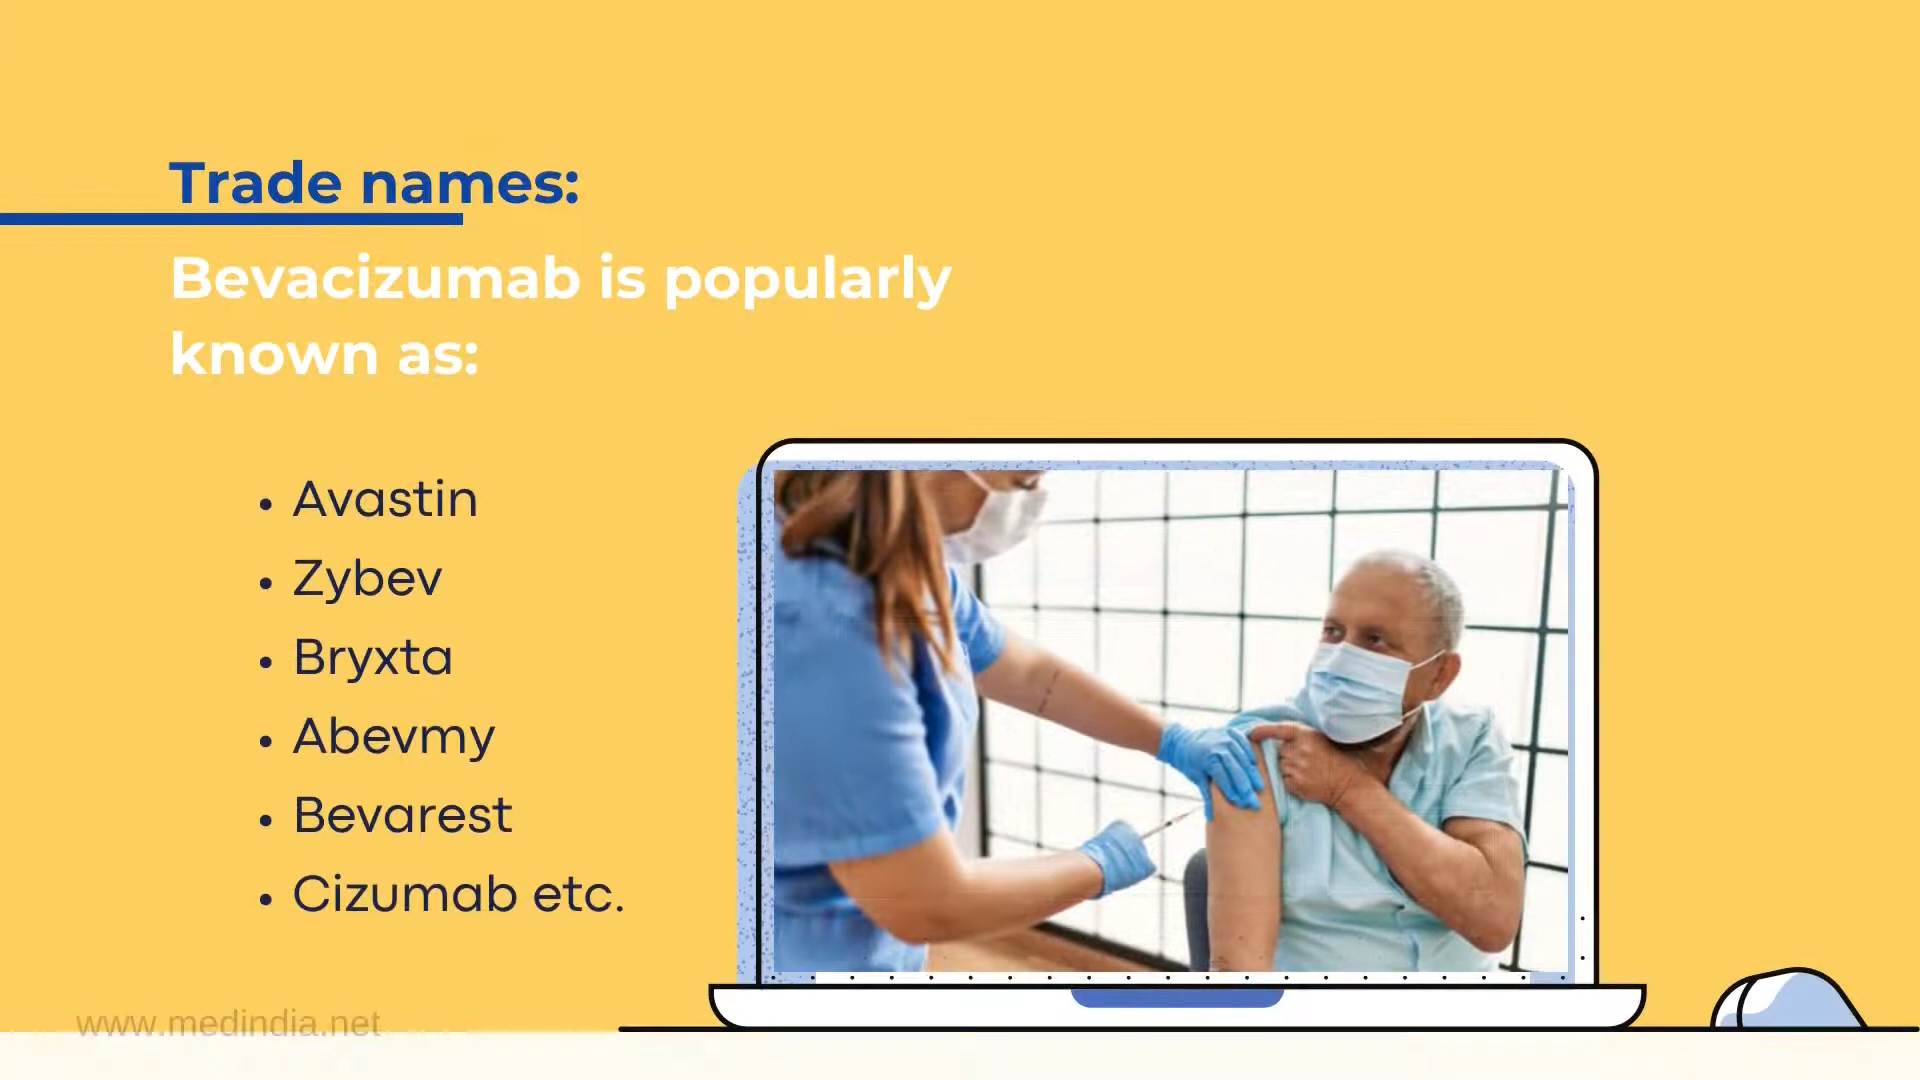 Trade names:
Bevacizumab is popularly
known as:
• Avastin
• Zybev
• Bryxta
• Abevmy
• Bevarest
• Cizumab etc.
www.medindia.net